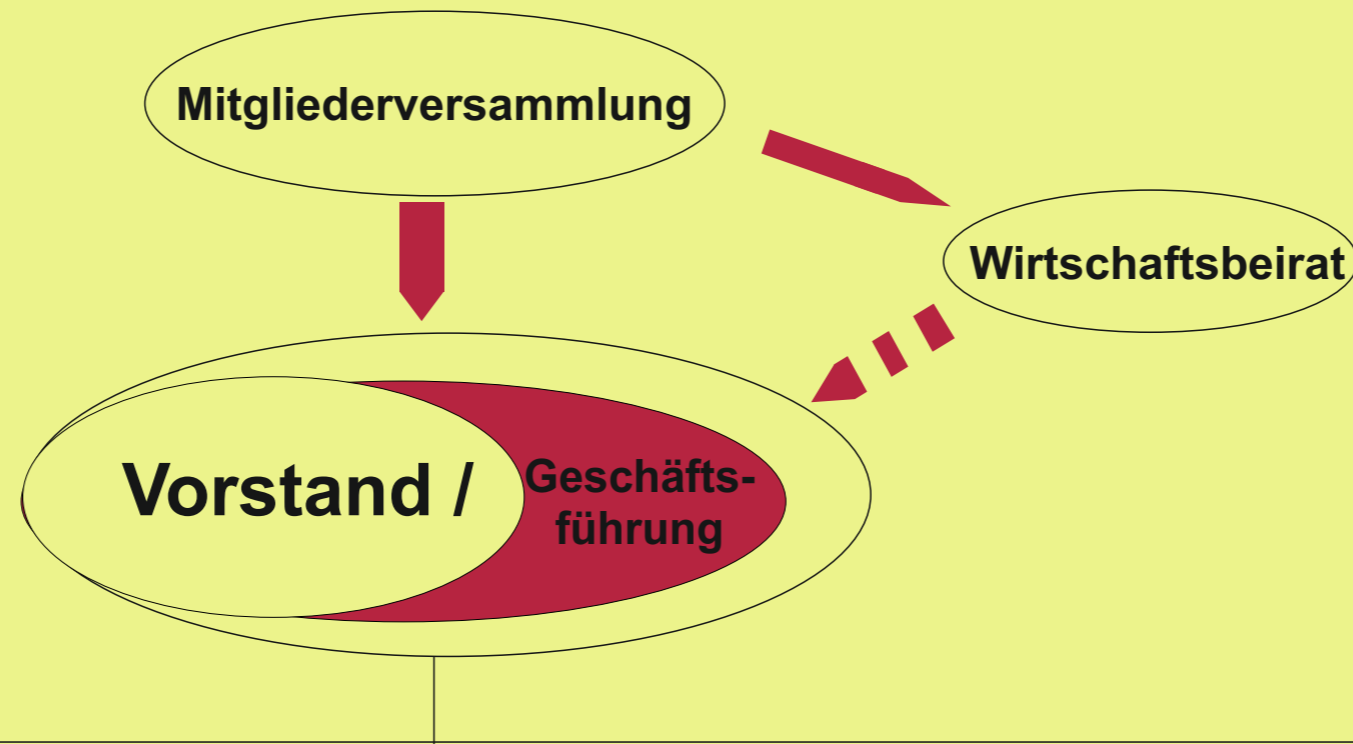 Mitgliederversammlung
Wirtschaftsbeirat
Vorstand /
Geschäfts-
führung